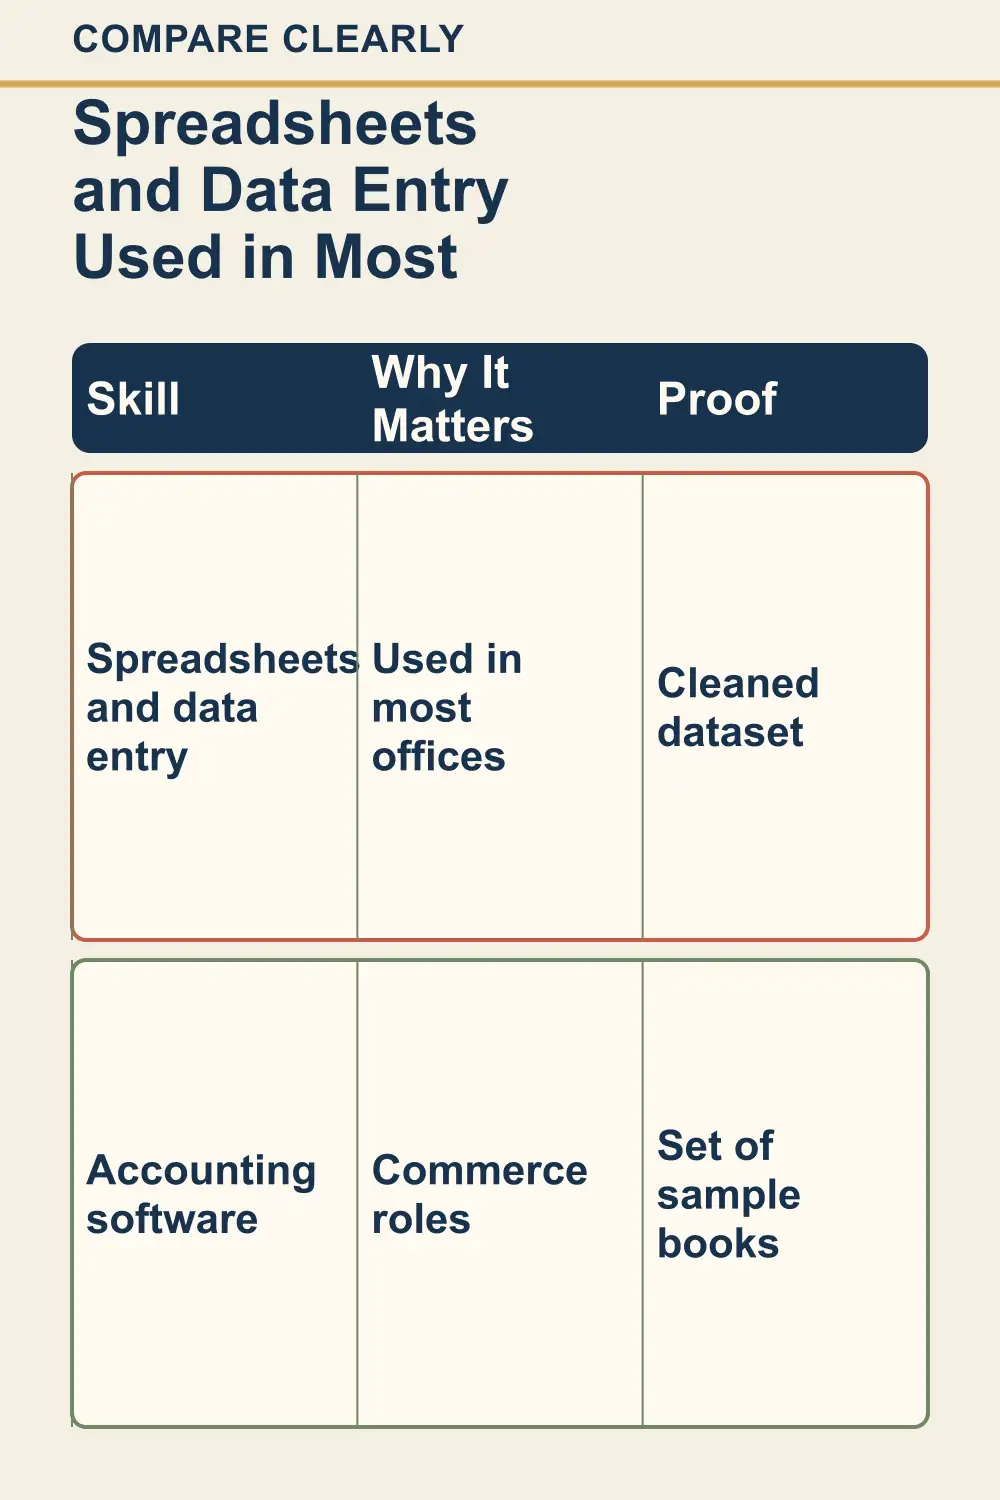 COMPARE CLEARLY
Spreadsheets
and Data Entry
Used in Most
Skill
Why It
Matters
Proof
Spreadsheets
and data
entry
Used in
most
offices
Cleaned
dataset
Accounting
software
Commerce
roles
Set of
sample
books